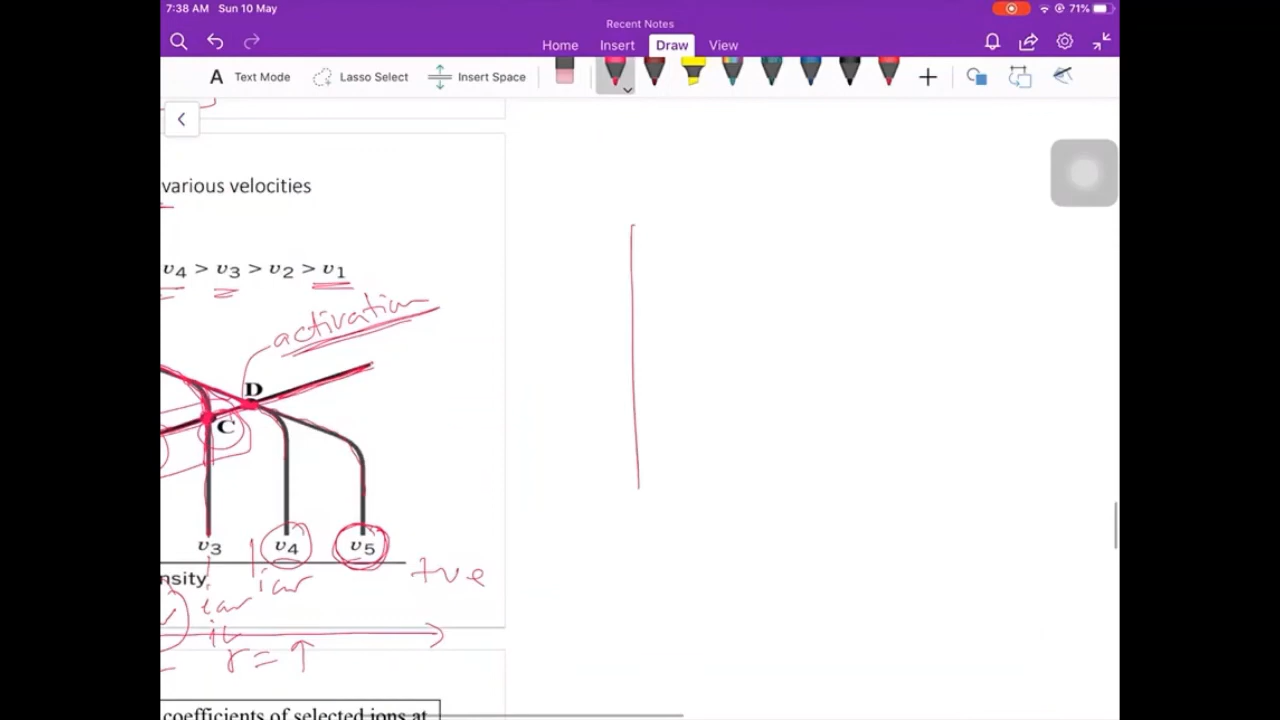 7:38 AM Sun 10 May
71%
Recent Notes
Home Insert Draw View
A Text Mode Lasso Select Insert Space
various velocities
v4 > v3 > v2 > v1
activation
D
C
v3 v4 v5
nsity
+ve
r = ↑
coefficients of selected ions at